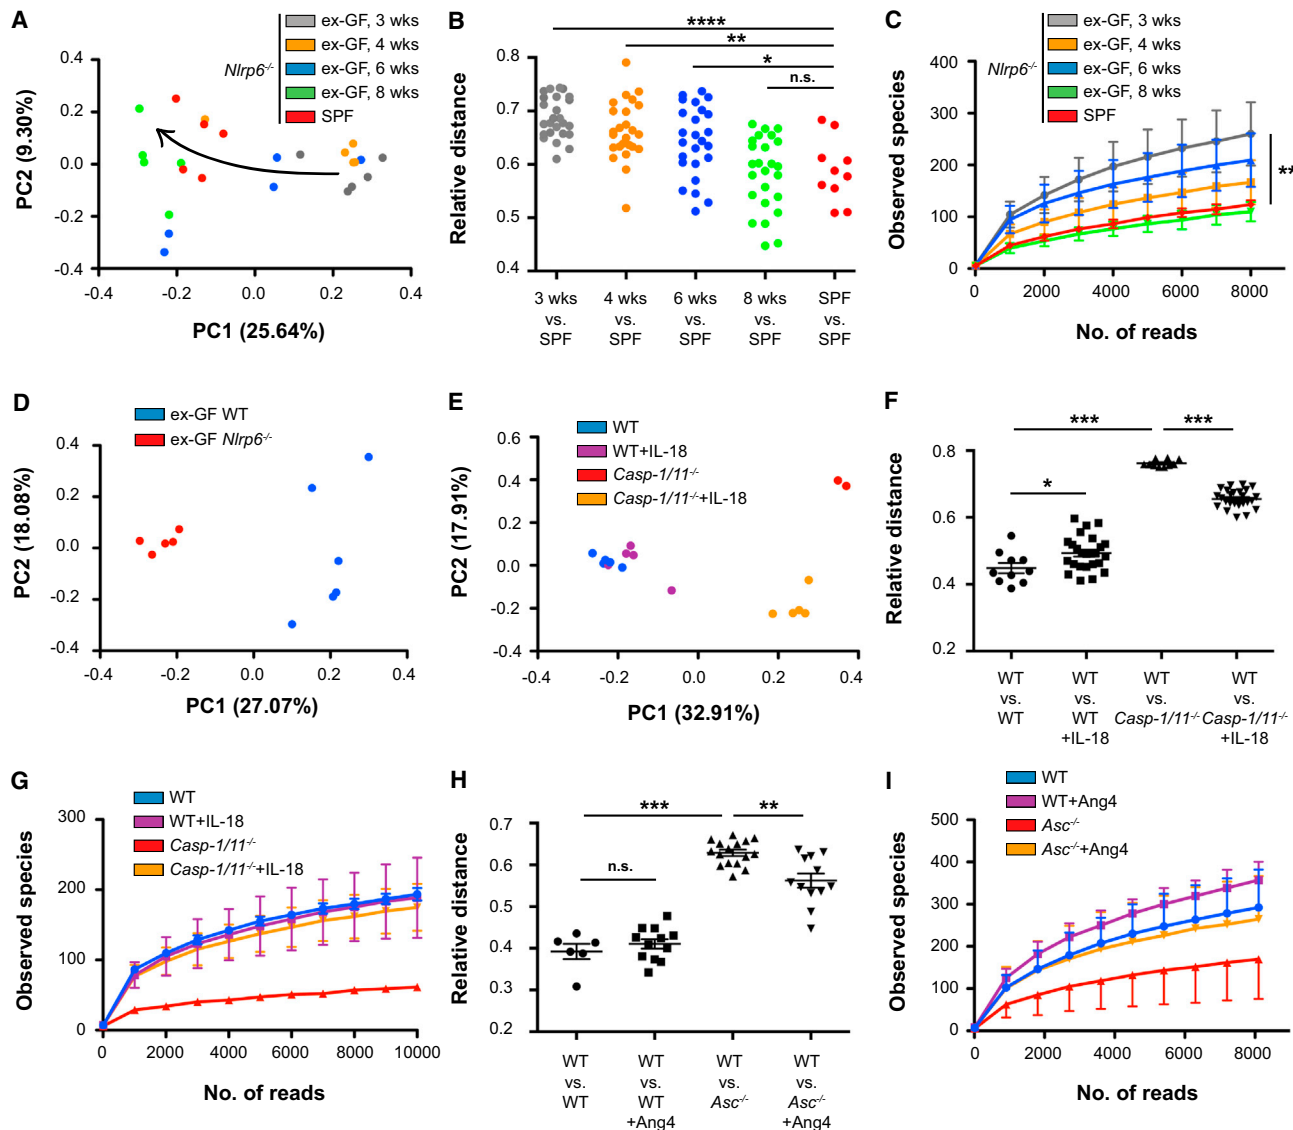 A
ex-GF, 3 wks
ex-GF, 4 wks
ex-GF, 6 wks
ex-GF, 8 wks
SPF
Nlrp6-/-
0.4
0.2
0.0
-0.2
-0.4
-0.4
-0.2
0.0
0.2
0.4
PC2 (9.30%)
PC1 (25.64%)
B
****
**
*
n.s.
0.8
0.7
0.6
0.5
0.4
Relative distance
3 wks vs. SPF
4 wks vs. SPF
6 wks vs. SPF
8 wks vs. SPF
SPF vs. SPF
C
ex-GF, 3 wks
ex-GF, 4 wks
ex-GF, 6 wks
ex-GF, 8 wks
SPF
Nlrp6-/-
400
300
200
100
0
0
2000
4000
6000
8000
**
Observed species
No. of reads
D
ex-GF WT
ex-GF Nlrp6-/-
0.4
0.2
0.0
-0.2
-0.4
-0.4
-0.2
0.0
0.2
0.4
PC2 (18.08%)
PC1 (27.07%)
E
WT
WT+IL-18
Casp-1/11-/-
Casp-1/11-/-+IL-18
0.6
0.4
0.2
0.0
-0.2
-0.4
-0.4
-0.2
0.0
0.2
0.4
PC2 (17.91%)
PC1 (32.91%)
F
***
***
*
0.8
0.6
0.4
0.2
Relative distance
WT vs. WT
WT vs. WT +IL-18
WT vs. Casp-1/11-/-
WT vs. Casp-1/11-/- +IL-18
G
WT
WT+IL-18
Casp-1/11-/-
Casp-1/11-/-+IL-18
300
200
100
0
0
2000
4000
6000
8000
10000
Observed species
No. of reads
H
***
**
n.s.
0.7
0.6
0.5
0.4
0.3
0.2
Relative distance
WT vs. WT
WT vs. WT +Ang4
WT vs. Asc-/-
WT vs. Asc-/- +Ang4
I
WT
WT+Ang4
Asc-/-
Asc-/-+Ang4
500
400
300
200
100
0
0
2000
4000
6000
8000
Observed species
No. of reads